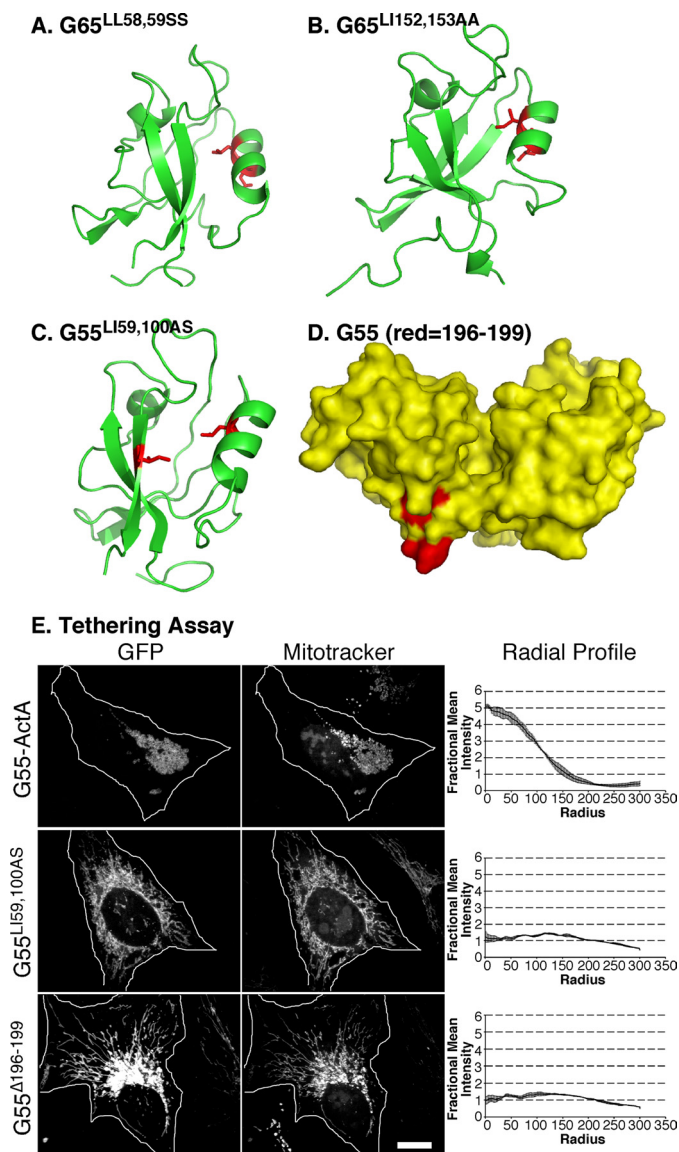 A. G65LL58,59SS
B. G65LI152,153AA
C. G55LI59,100AS
D. G55 (red=196-199)
E. Tethering Assay
GFP
Mitotracker
Radial Profile
G55-ActA
Fractional Mean
Intensity
6
5
4
3
2
1
0
0 50 100 150 200 250 300 350
Radius
G55LI59,100AS
Fractional Mean
Intensity
6
5
4
3
2
1
0
0 50 100 150 200 250 300 350
Radius
G55Δ196-199
Fractional Mean
Intensity
6
5
4
3
2
1
0 50 100 150 200 250 300 350
Radius